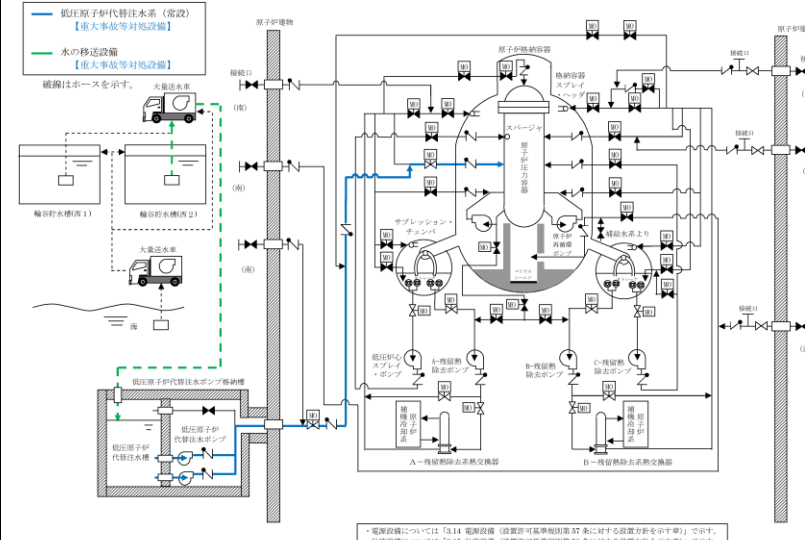 低圧原子炉代替注水系（常設）
【重大事故等対処設備】
水の移送設備
【重大事故等対処設備】
破線はホースを示す。
大量送水車
輪谷貯水槽(西1)
輪谷貯水槽(西2)
大量送水車
海
低圧原子炉代替注水ポンプ格納槽
低圧原子炉
代替注水ポンプ
低圧原子炉
代替注水槽
原子炉建物
接続口
(南)
(南)
(南)
原子炉格納容器
格納容器
スプレイ
・ヘッダ
スパージャ
原子炉圧力容器
サプレッション・
チェンバ
原子炉
再循環
ポンプ
補給水系より
低圧炉心
スプレイ
・ポンプ
A-残留熱
除去ポンプ
B-残留熱
除去ポンプ
C-残留熱
除去ポンプ
原子炉
補機冷却系
原子炉
補機冷却系
A－残留熱除去系熱交換器
B－残留熱除去系熱交換器
MO
原子炉建
接続口
接続口
・電源設備については「3.14 電源設備（設置許可基準規則第57条に対する設置方針を示す章）」で示す。